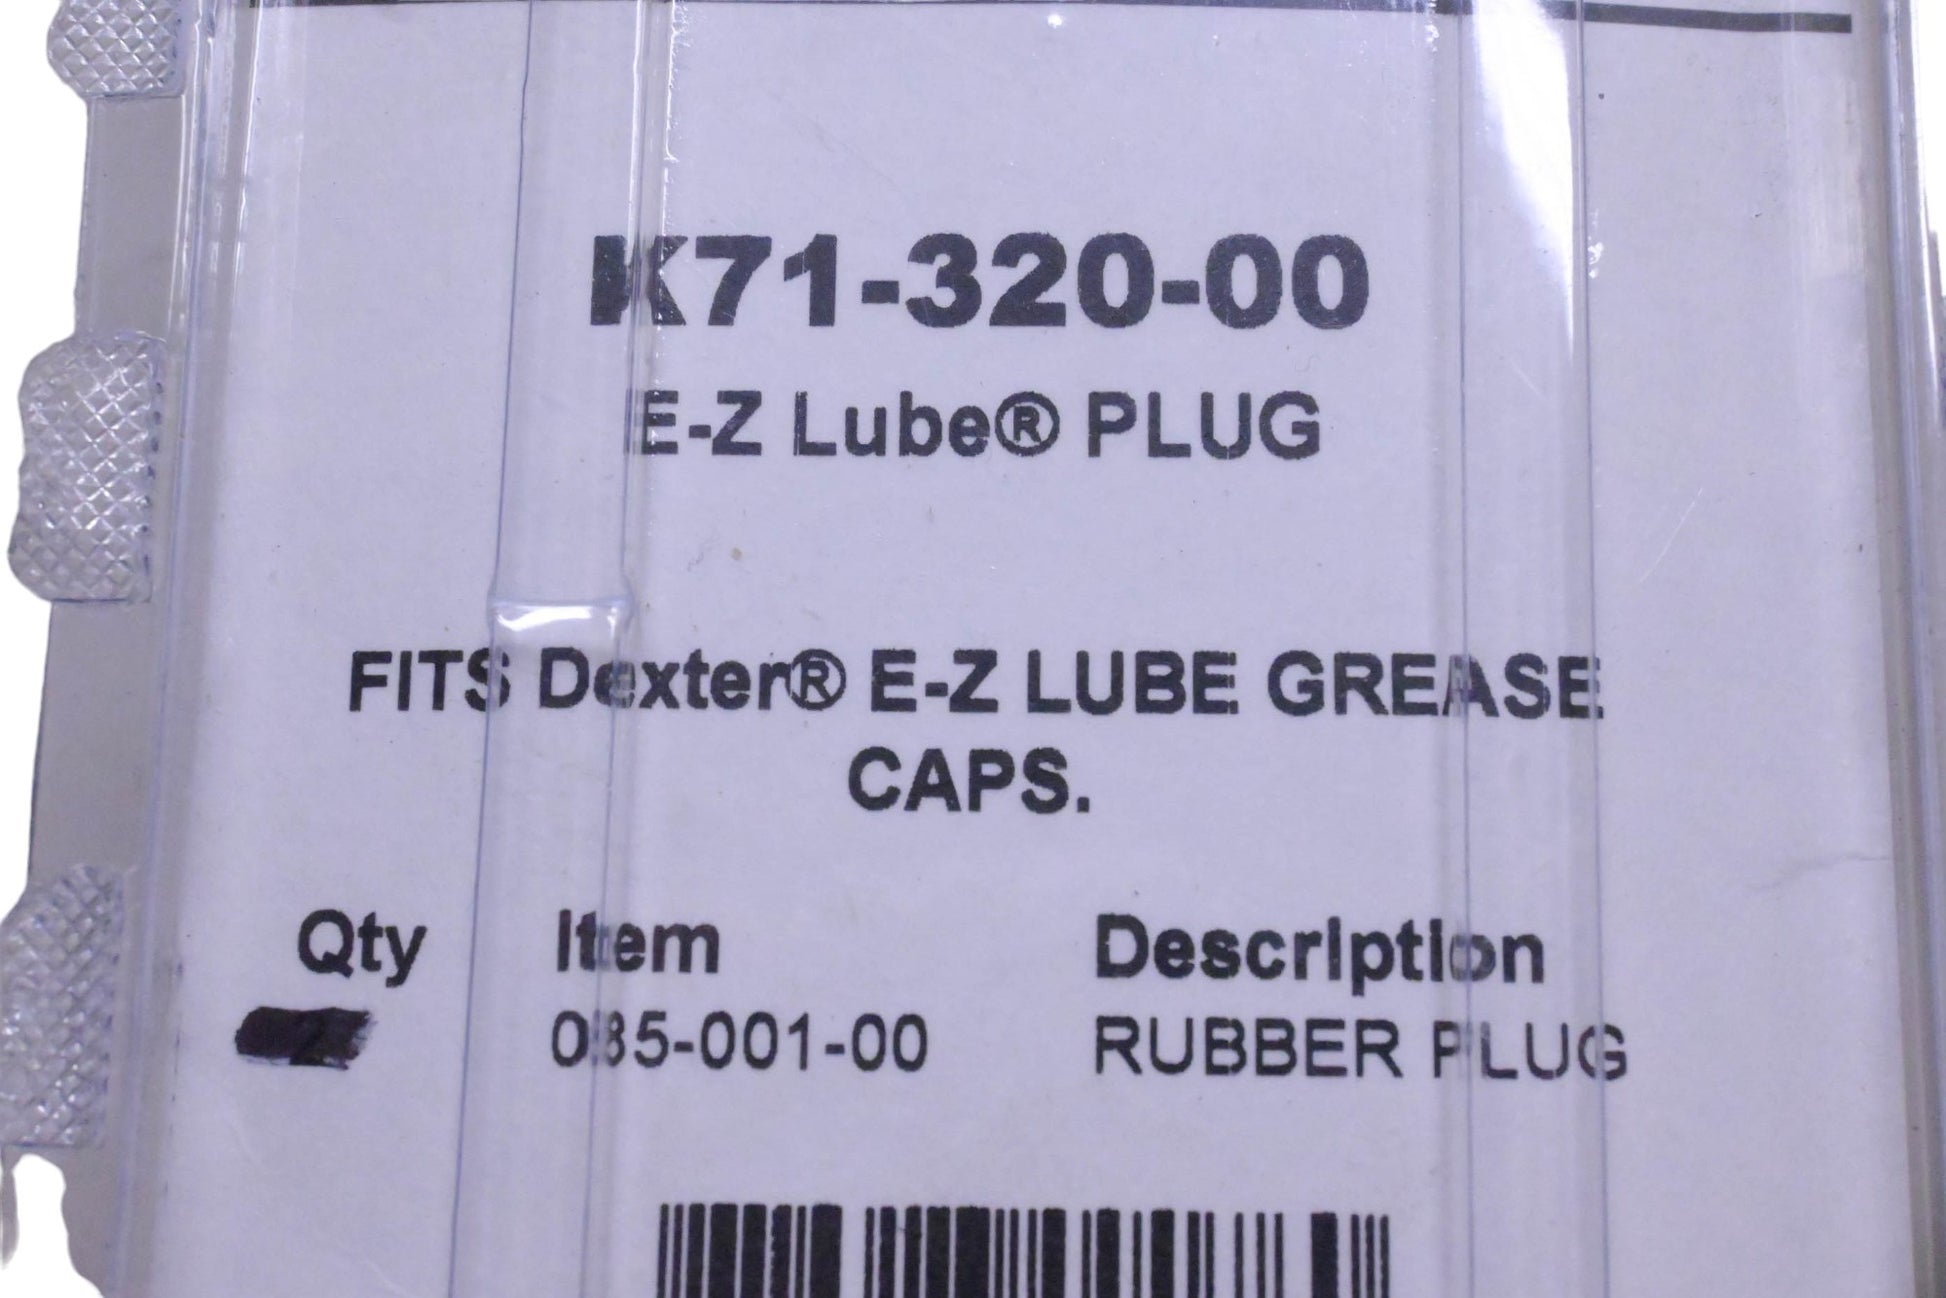 K71-320-00
E-Z Lube® PLUG
FITS Dexter® E-Z LUBE GREASE
CAPS.
Qty Item Description
085-001-00 RUBBER PLUG